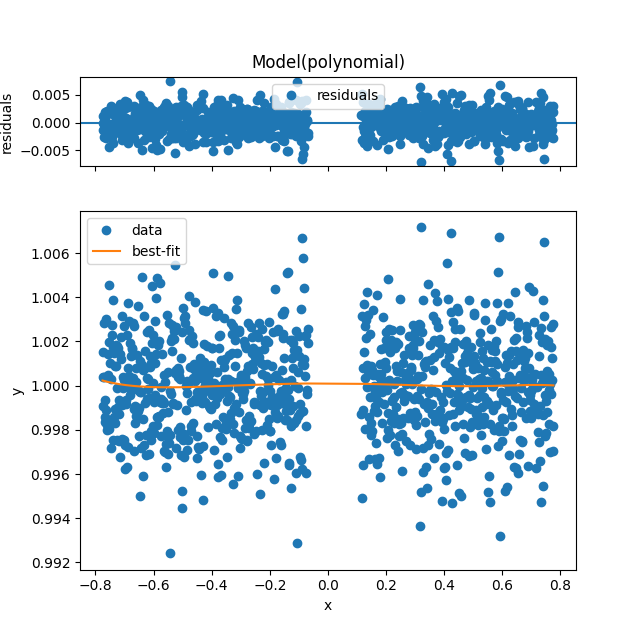 Model(polynomial)
0.005
0.000
−0.005
residuals
residuals
data
best-fit
1.006
1.004
1.002
1.000
0.998
0.996
0.994
0.992
y
−0.8 −0.6 −0.4 −0.2 0.0 0.2 0.4 0.6 0.8
x